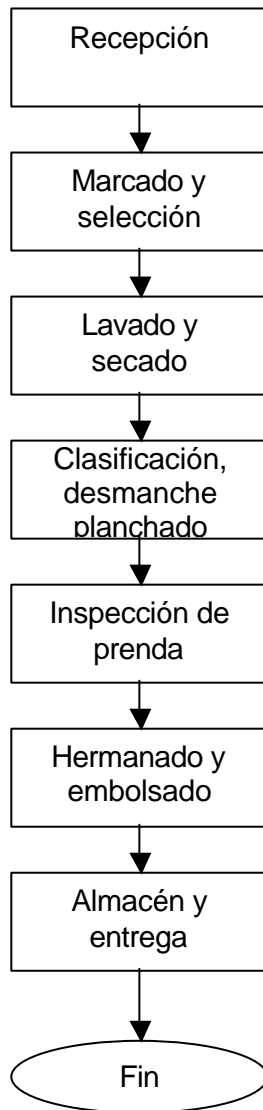 Recepción
Marcado y
selección
Lavado y
secado
Clasificación,
desmanche
planchado
Inspección de
prenda
Hermanado y
embolsado
Almacén y
entrega
Fin